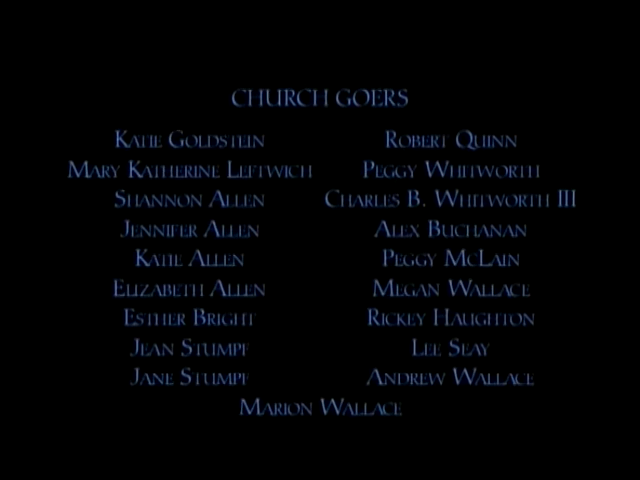 CHURCH GOERS
KATIE GOLDSTEIN ROBERT QUINN
MARY KATHERINE LEFTWICH PEGGY WHITWORTH
SHANNON ALLEN CHARLES B. WHITWORTH III
JENNIFER ALLEN ALEX BUCHANAN
KATIE ALLEN PEGGY MCLAIN
ELIZABETH ALLEN MEGAN WALLACE
ESTHER BRIGHT RICKEY HAUGHTON
JEAN STUMPF LEE SEAY
JANE STUMPF ANDREW WALLACE
MARION WALLACE